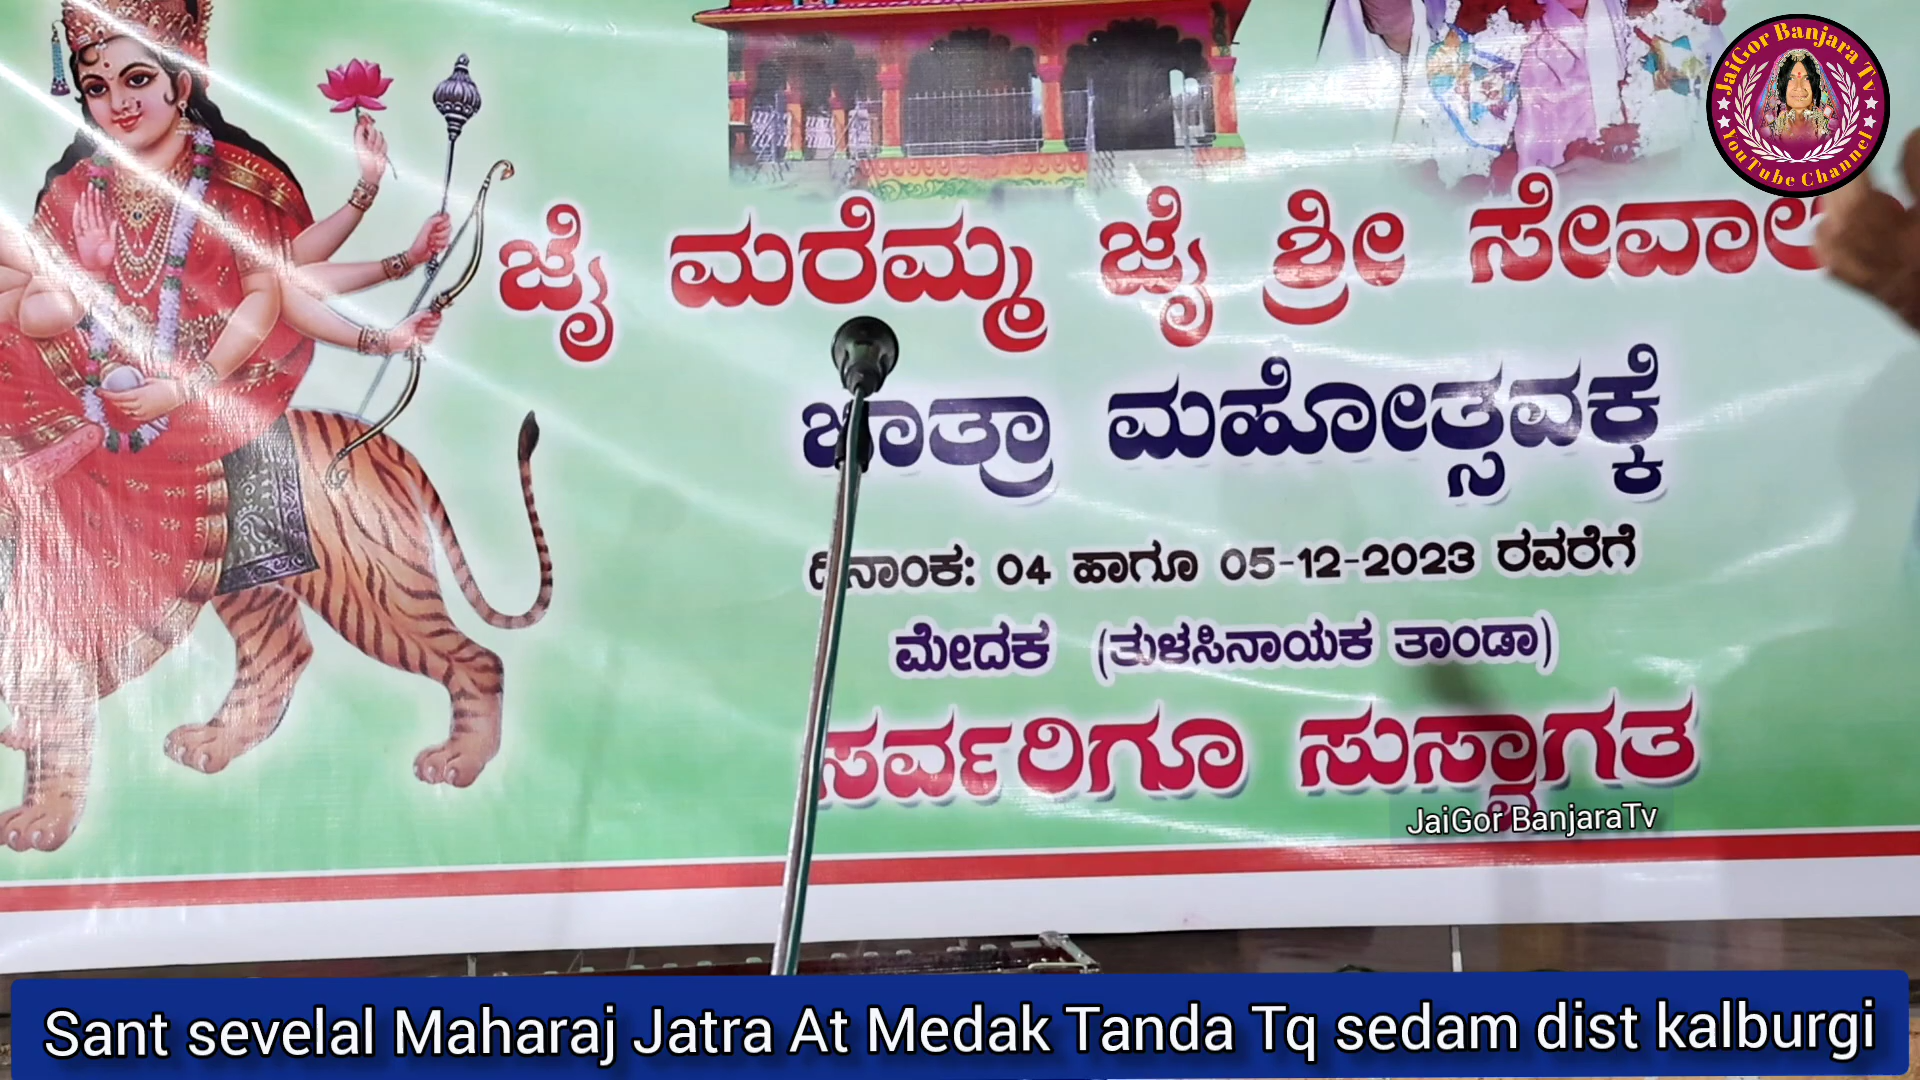 JaiGor Banjara Tv
YouTube Channel
ಜೈ ಮರೆಮ್ಮ ಜೈ ಶ್ರೀ ಸೇವಾಲ
ಜಾತ್ರಾ ಮಹೋತ್ಸವಕ್ಕೆ
ದಿನಾಂಕ: 04 ಹಾಗೂ 05-12-2023 ರವರೆಗೆ
ಮೇದಕ (ತುಳಸಿನಾಯಕ ತಾಂಡಾ)
ಸರ್ವರಿಗೂ ಸುಸ್ವಾಗತ
JaiGor BanjaraTv
Sant sevelal Maharaj Jatra At Medak Tanda Tq sedam dist kalburgi